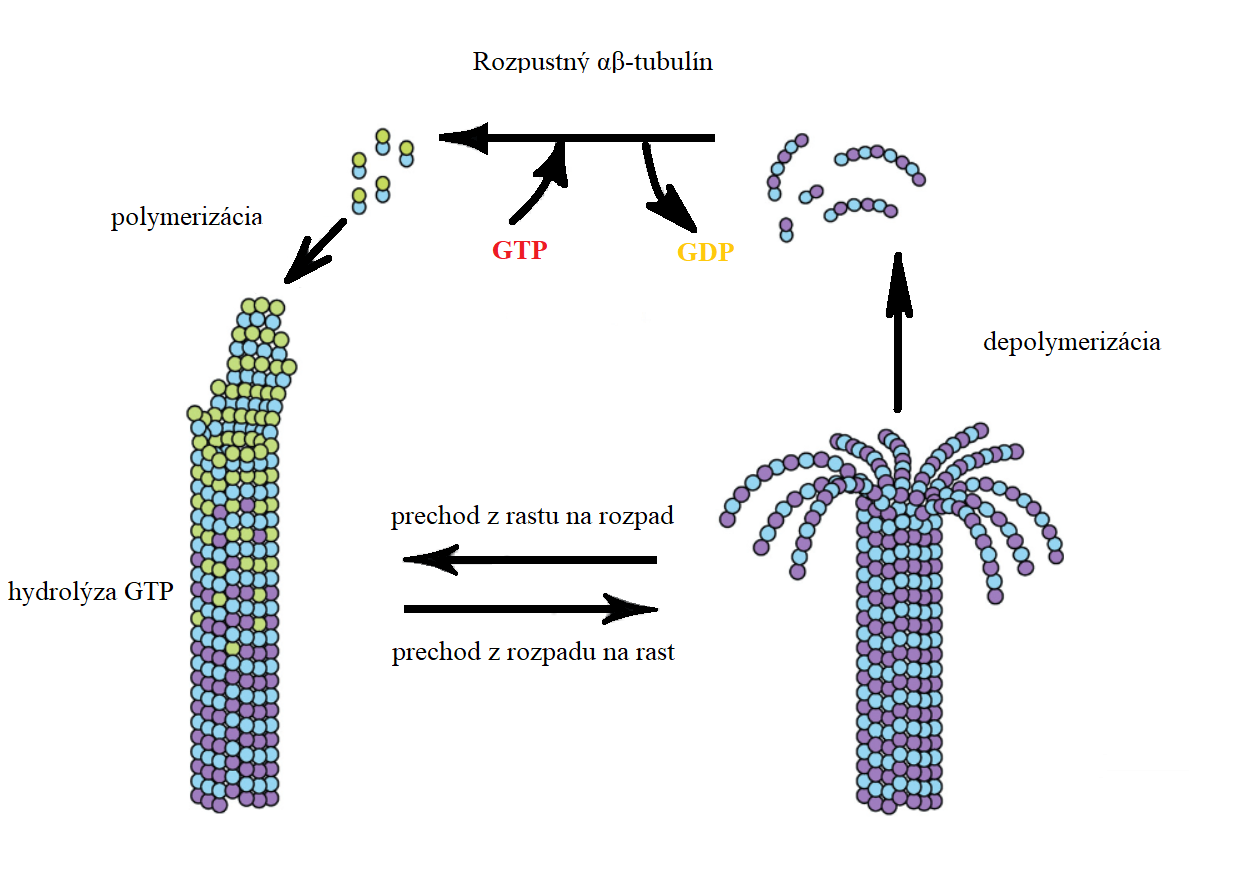 Rozpustný αβ-tubulín
polymerizácia
GTP
GDP
depolymerizácia
prechod z rastu na rozpad
hydrolýza GTP
prechod z rozpadu na rast